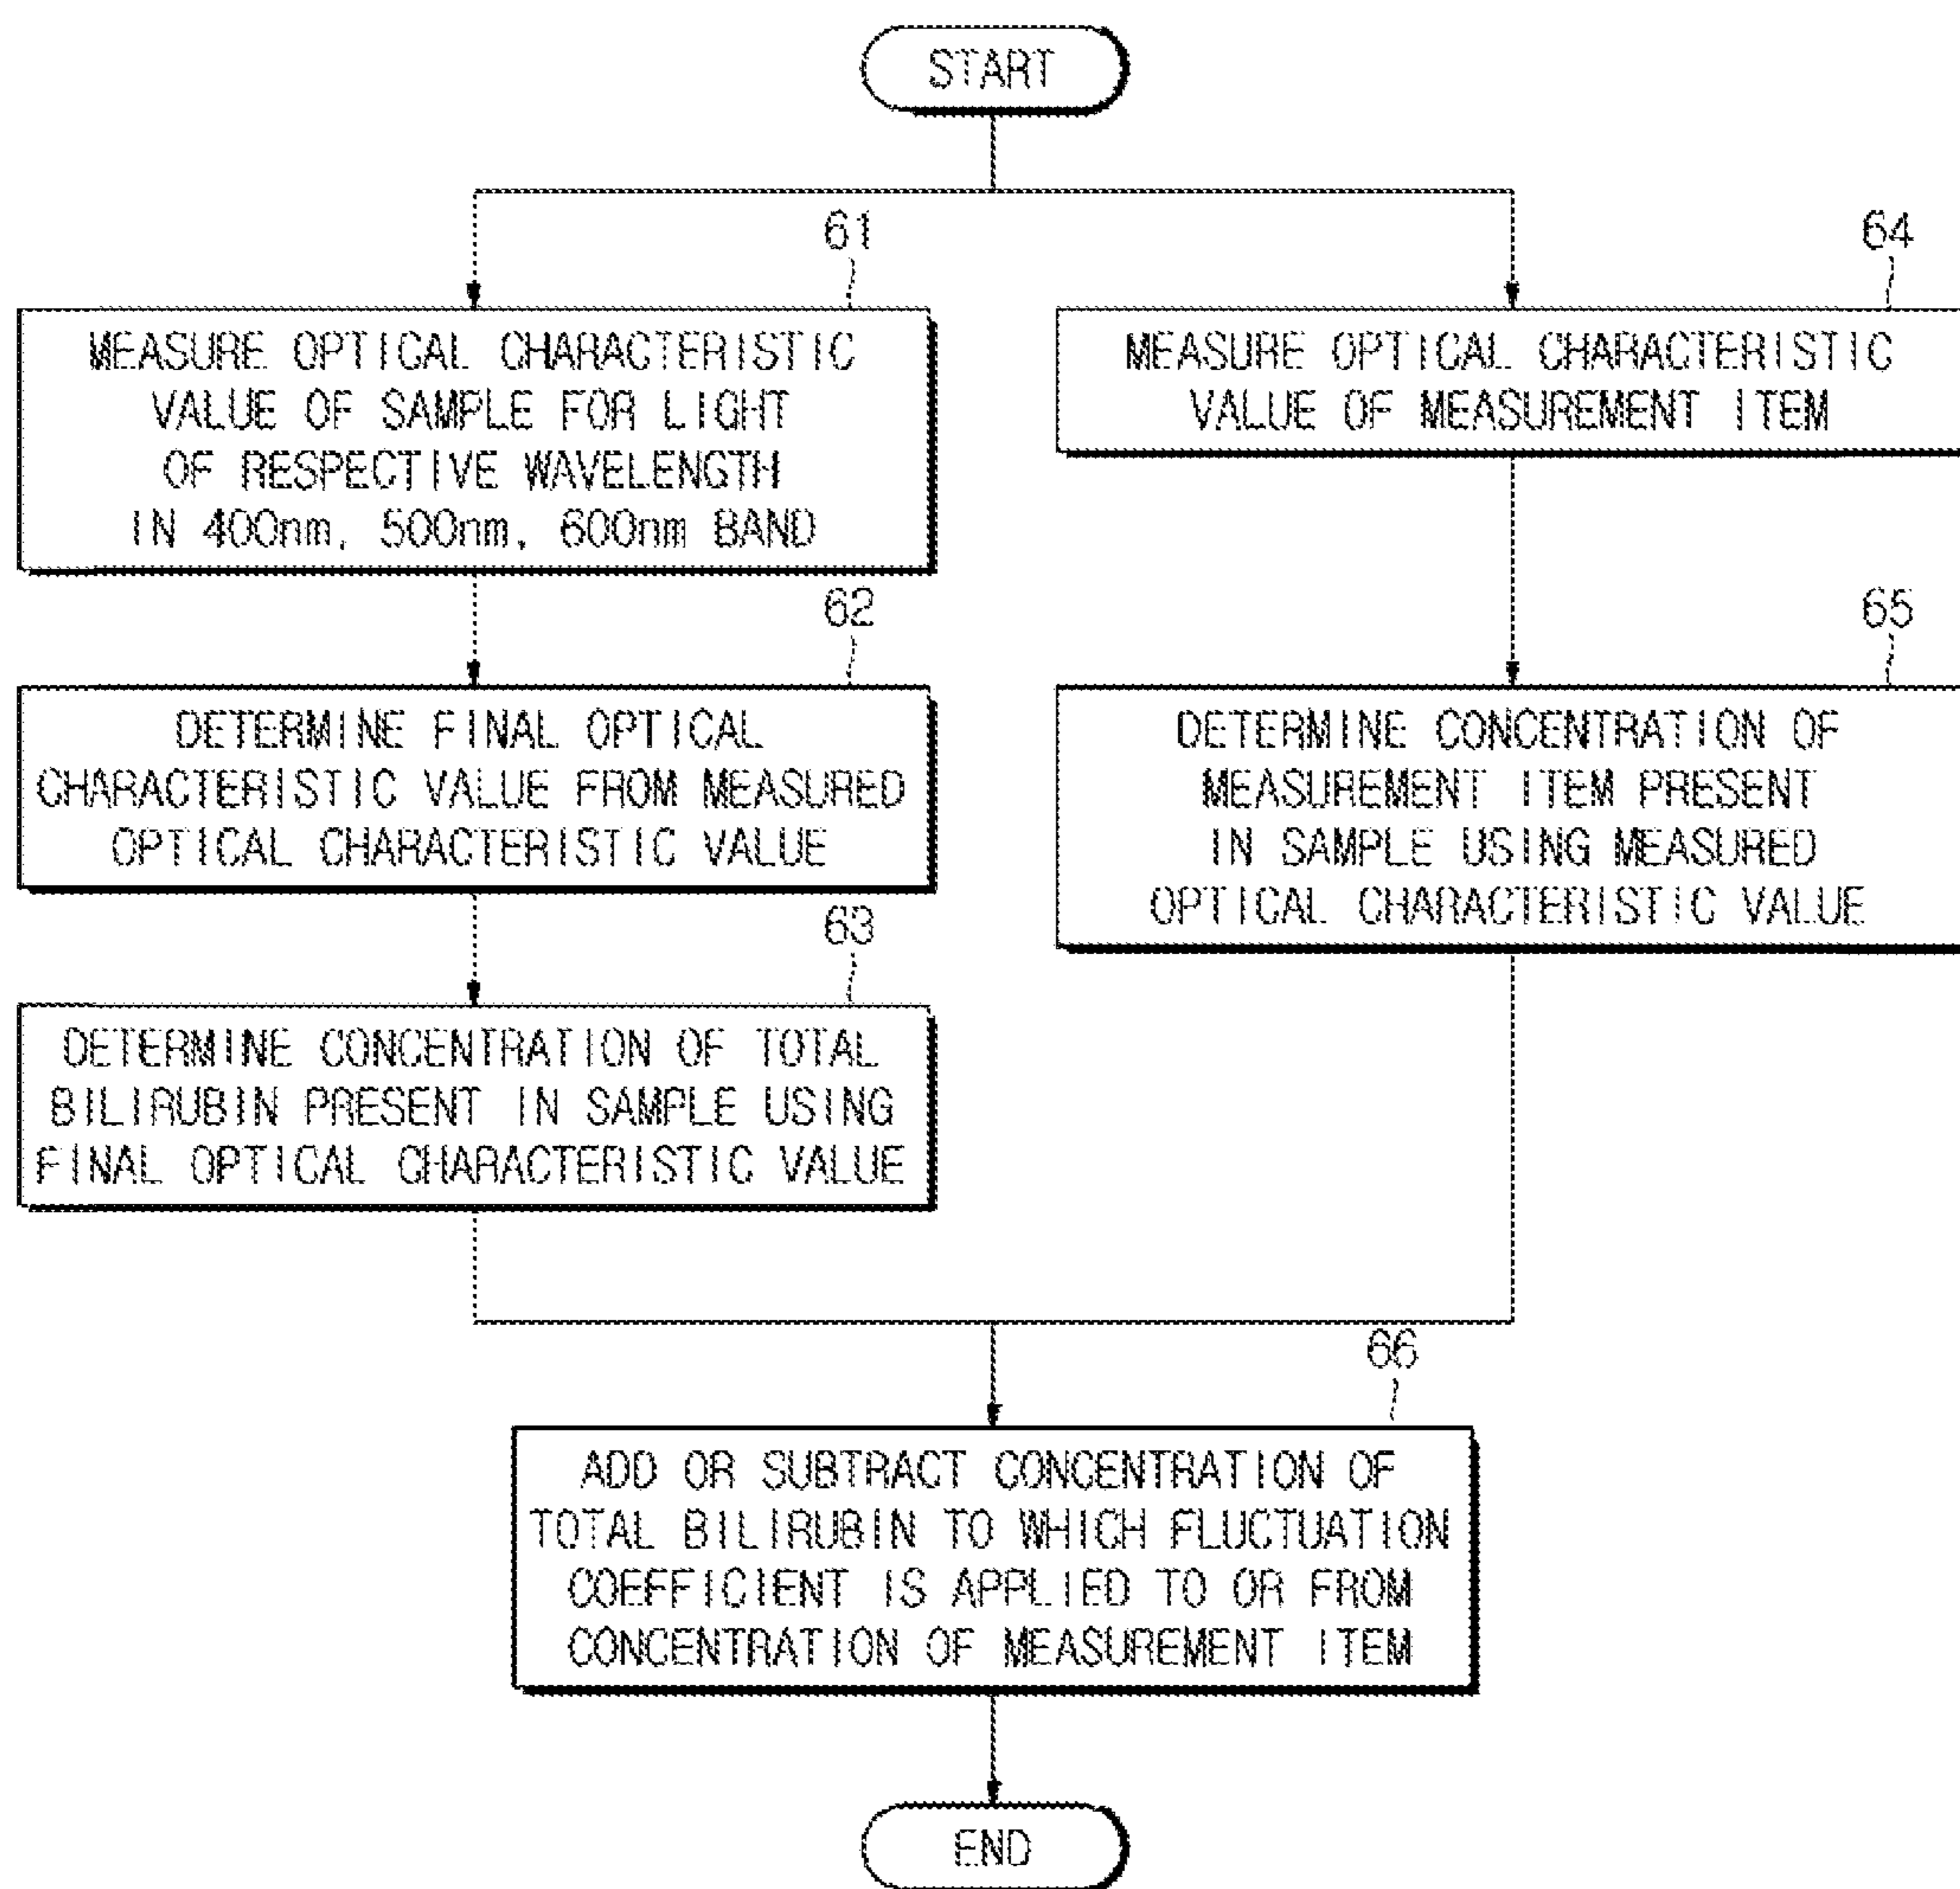 START
61
MEASURE OPTICAL CHARACTERISTIC
VALUE OF SAMPLE FOR LIGHT
OF RESPECTIVE WAVELENGTH
IN 400nm, 500nm, 600nm BAND
62
DETERMINE FINAL OPTICAL
CHARACTERISTIC VALUE FROM MEASURED
OPTICAL CHARACTERISTIC VALUE
63
DETERMINE CONCENTRATION OF TOTAL
BILIRUBIN PRESENT IN SAMPLE USING
FINAL OPTICAL CHARACTERISTIC VALUE
64
MEASURE OPTICAL CHARACTERISTIC
VALUE OF MEASUREMENT ITEM
65
DETERMINE CONCENTRATION OF
MEASUREMENT ITEM PRESENT
IN SAMPLE USING MEASURED
OPTICAL CHARACTERISTIC VALUE
66
ADD OR SUBTRACT CONCENTRATION OF
TOTAL BILIRUBIN TO WHICH FLUCTUATION
COEFFICIENT IS APPLIED TO OR FROM
CONCENTRATION OF MEASUREMENT ITEM
END